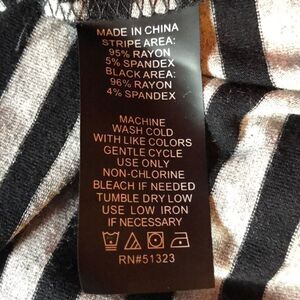 MADE IN CHINA
STRIPE AREA:
95% RAYON
5% SPANDEX
BLACK AREA:
96% RAYON
4% SPANDEX
MACHINE
WASH COLD
WITH LIKE COLORS
GENTLE CYCLE
USE ONLY
NON-CHLORINE
BLEACH IF NEEDED
TUMBLE DRY LOW
USE LOW IRON
IF NECESSARY
RN#51323